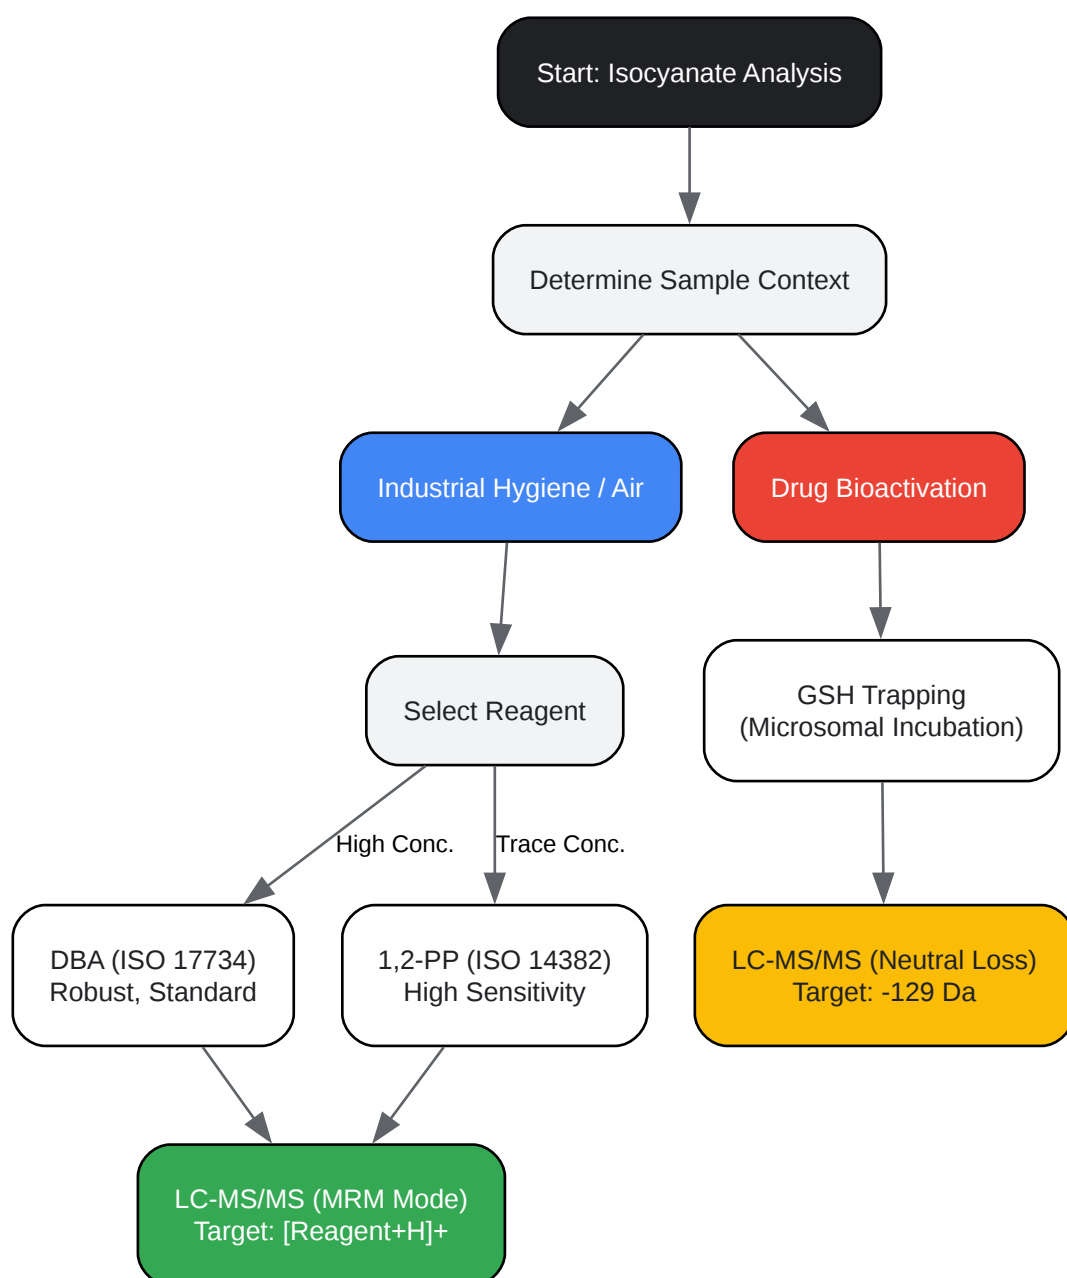 Start: Isocyanate Analysis
Determine Sample Context
Industrial Hygiene / Air
Drug Bioactivation
Select Reagent
GSH Trapping
(Microsomal Incubation)
High Conc.
Trace Conc.
DBA (ISO 17734)
Robust, Standard
1,2-PP (ISO 14382)
High Sensitivity
LC-MS/MS (Neutral Loss)
Target: -129 Da
LC-MS/MS (MRM Mode)
Target: [Reagent+H]+